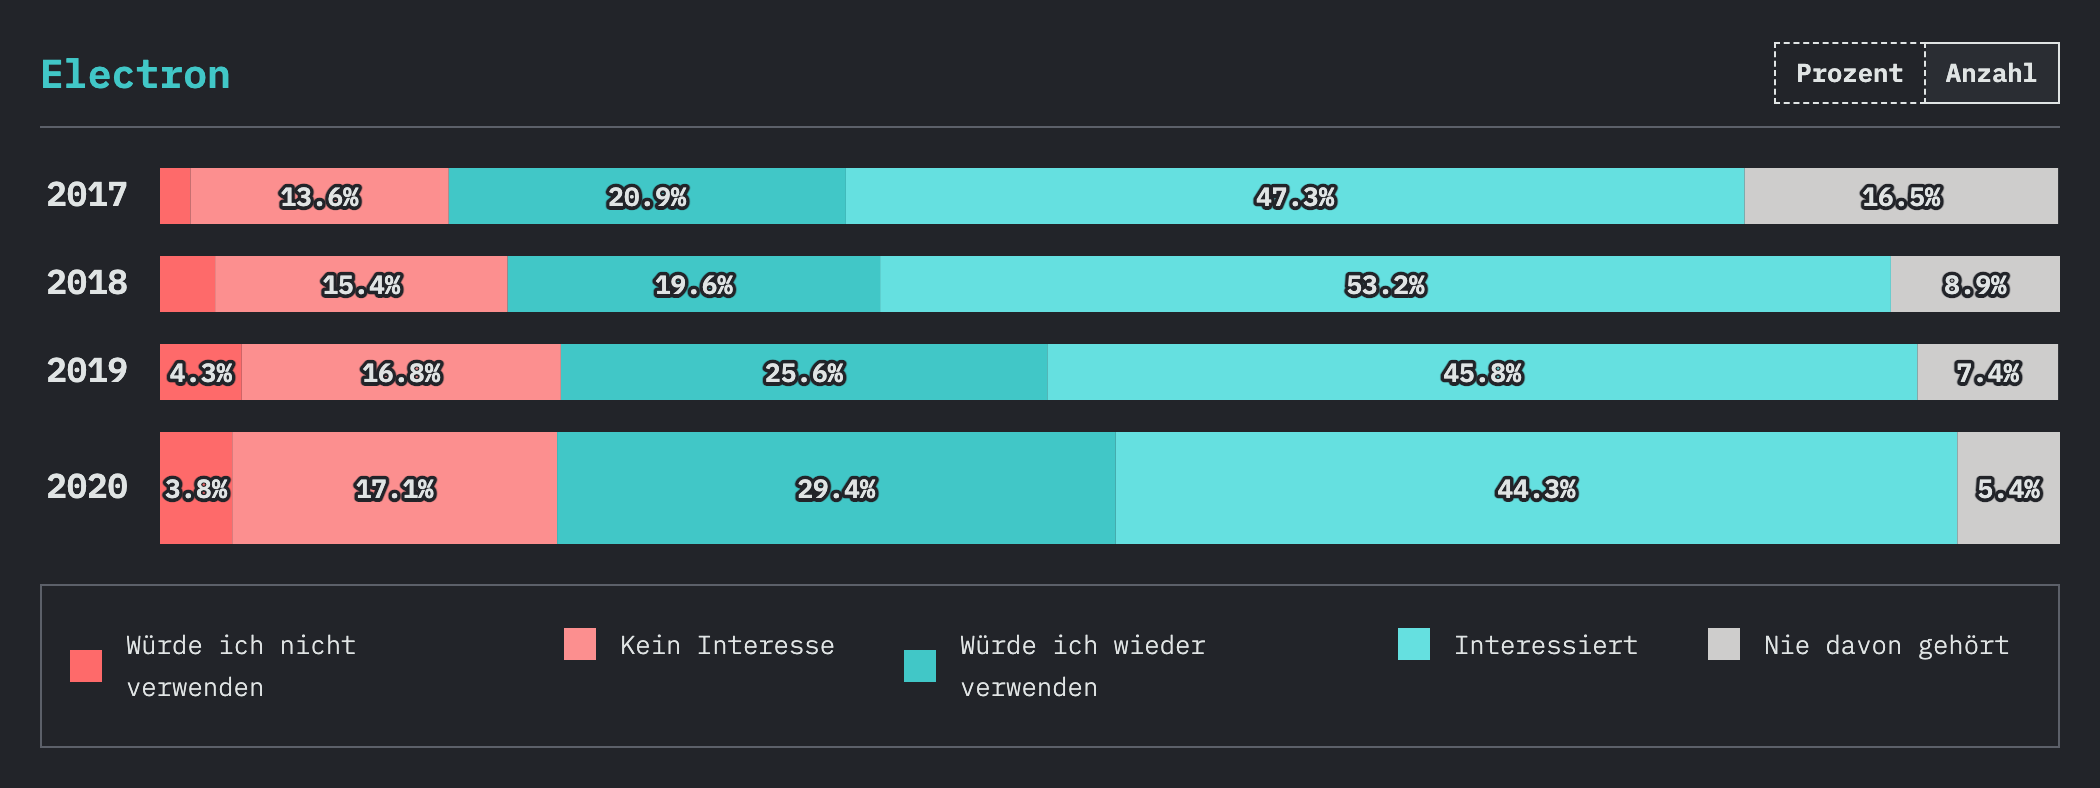 Electron
Prozent Anzahl
2017 13.6% 20.9% 47.3% 16.5%
2018 15.4% 19.6% 53.2% 8.9%
2019 4.3% 16.8% 25.6% 45.8% 7.4%
2020 3.8% 17.1% 29.4% 44.3% 5.4%
Würde ich nicht
verwenden
Kein Interesse
Würde ich wieder
verwenden
Interessiert
Nie davon gehört